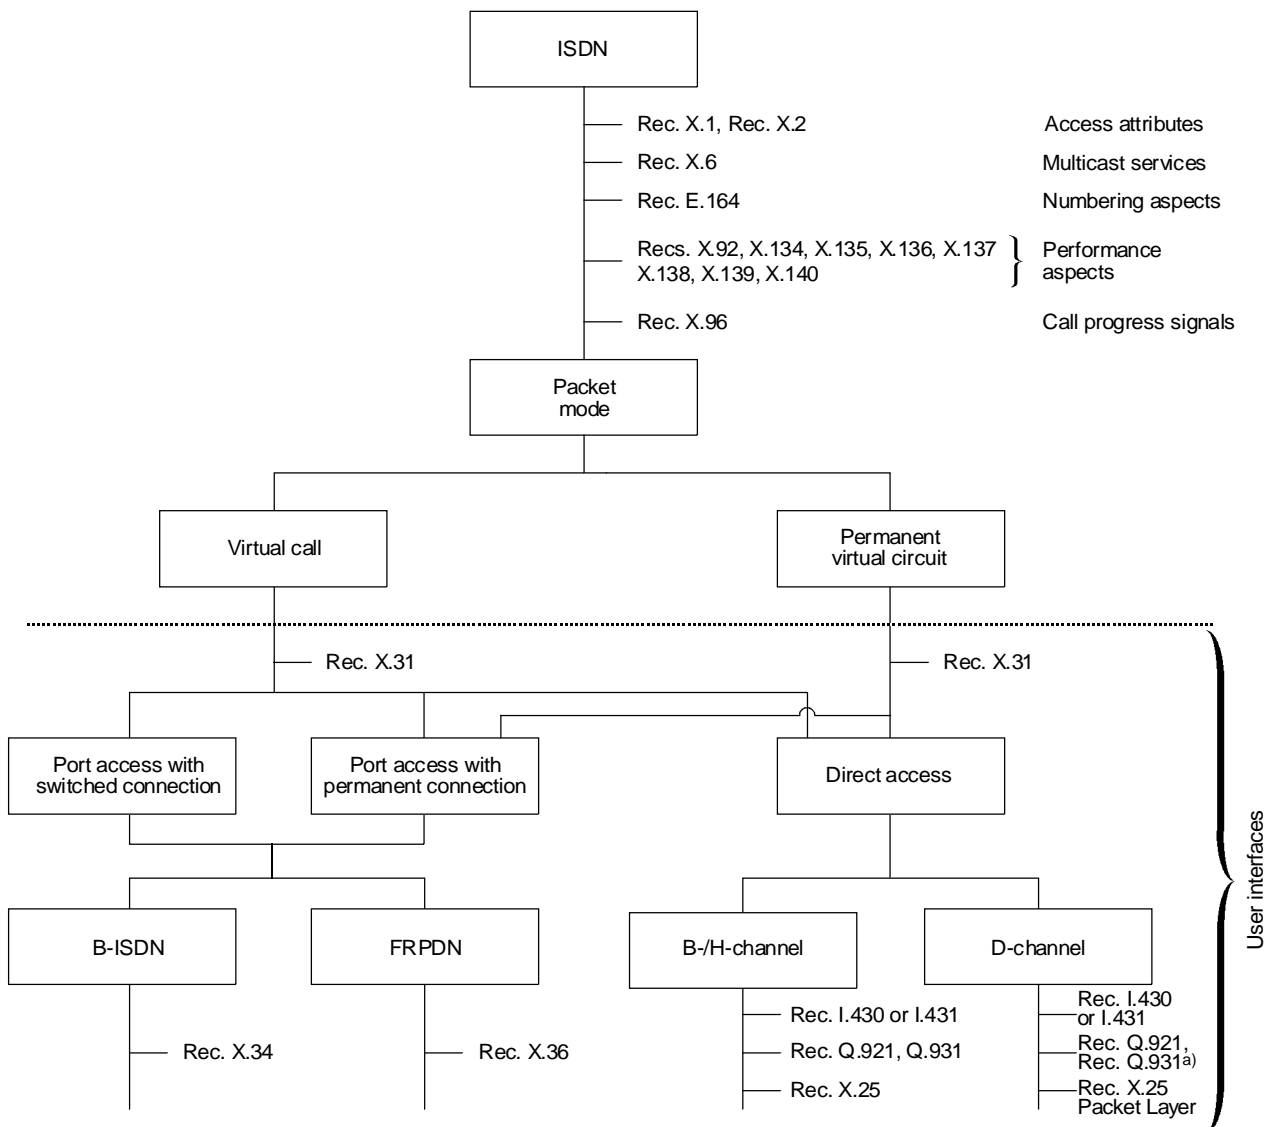 ISDN
Rec. X.1, Rec. X.2
Access attributes
Rec. X.6
Multicast services
Rec. E.164
Numbering aspects
Recs. X.92, X.134, X.135, X.136, X.137
X.138, X.139, X.140
Performance
aspects
Rec. X.96
Call progress signals
Packet
mode
Virtual call
Permanent
virtual circuit
Rec. X.31
Rec. X.31
Port access with
switched connection
Port access with
permanent connection
Direct access
User interfaces
B-ISDN
FRPDN
B-/H-channel
D-channel
Rec. X.34
Rec. X.36
Rec. I.430 or I.431
Rec. Q.921, Q.931
Rec. X.25
Rec. I.430
or I.431
Rec. Q.921,
Rec. Q.931a)
Rec. X.25
Packet Layer